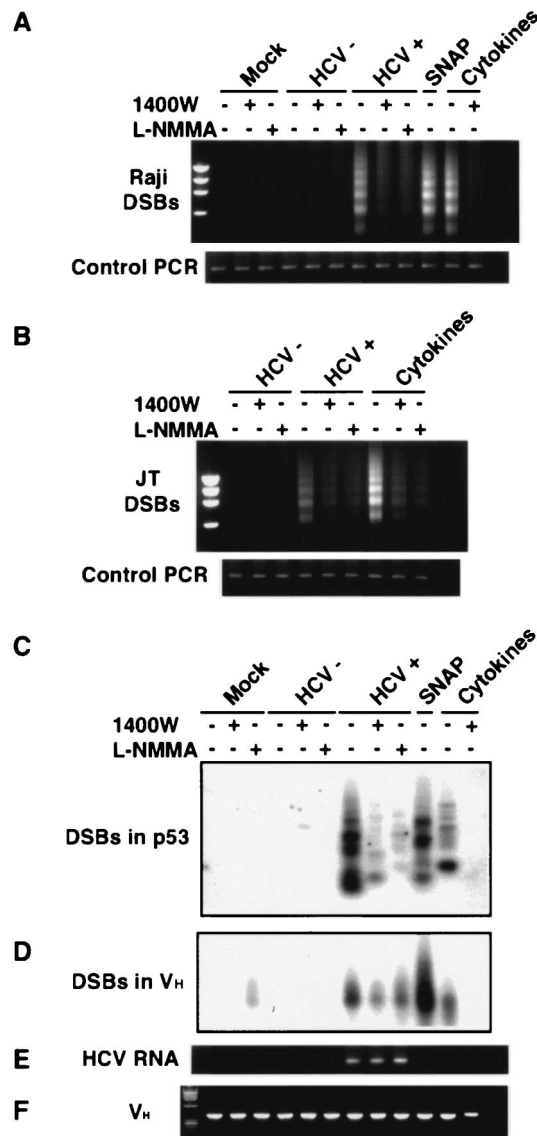 A
Mock HCV - HCV + SNAP Cytokines
1400W - + - - + - - + - - - +
L-NMMA - - + - - + - - + - - -
Raji
DSBs
Control PCR
B
HCV - HCV + Cytokines
1400W - + - - + - - + -
L-NMMA - - + - - + - - +
JT
DSBs
Control PCR
C
Mock HCV - HCV + SNAP Cytokines
1400W - + - - + - - + - - - +
L-NMMA - - + - - + - - + - - -
DSBs in p53
D
DSBs in VH
E
HCV RNA
F
VH